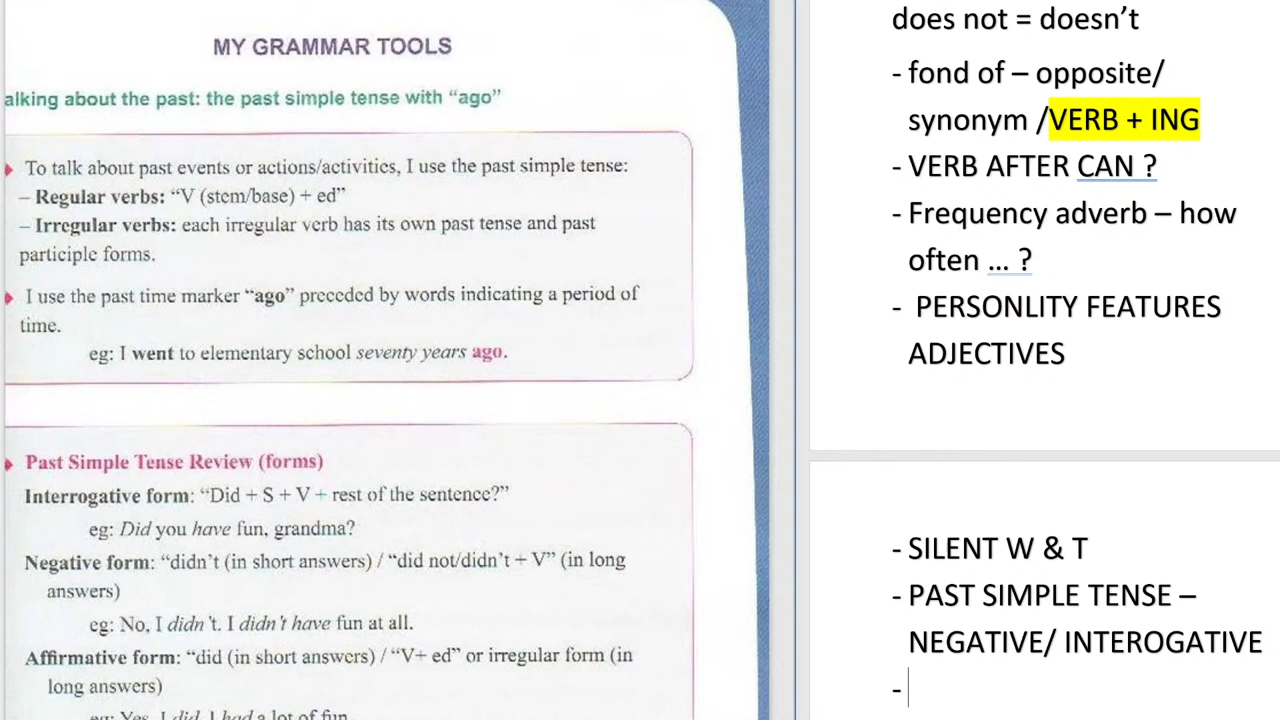 MY GRAMMAR TOOLS
alking about the past: the past simple tense with “ago”
To talk about past events or actions/activities, I use the past simple tense:
– Regular verbs: “V (stem/base) + ed”
– Irregular verbs: each irregular verb has its own past tense and past
participle forms.
I use the past time marker “ago” preceded by words indicating a period of
time.
eg: I went to elementary school seventy years ago.
Past Simple Tense Review (forms)
Interrogative form: “Did + S + V + rest of the sentence?”
eg: Did you have fun, grandma?
Negative form: “didn’t (in short answers) / “did not/didn’t + V” (in long
answers)
eg: No, I didn’t. I didn’t have fun at all.
Affirmative form: “did (in short answers) / “V+ ed” or irregular form (in
long answers)
eg: Yes, I did. I had a lot of fun.
does not = doesn’t
- fond of – opposite/
synonym /VERB + ING
- VERB AFTER CAN ?
- Frequency adverb – how
often … ?
- PERSONLITY FEATURES
ADJECTIVES
- SILENT W & T
- PAST SIMPLE TENSE –
NEGATIVE/ INTEROGATIVE
-